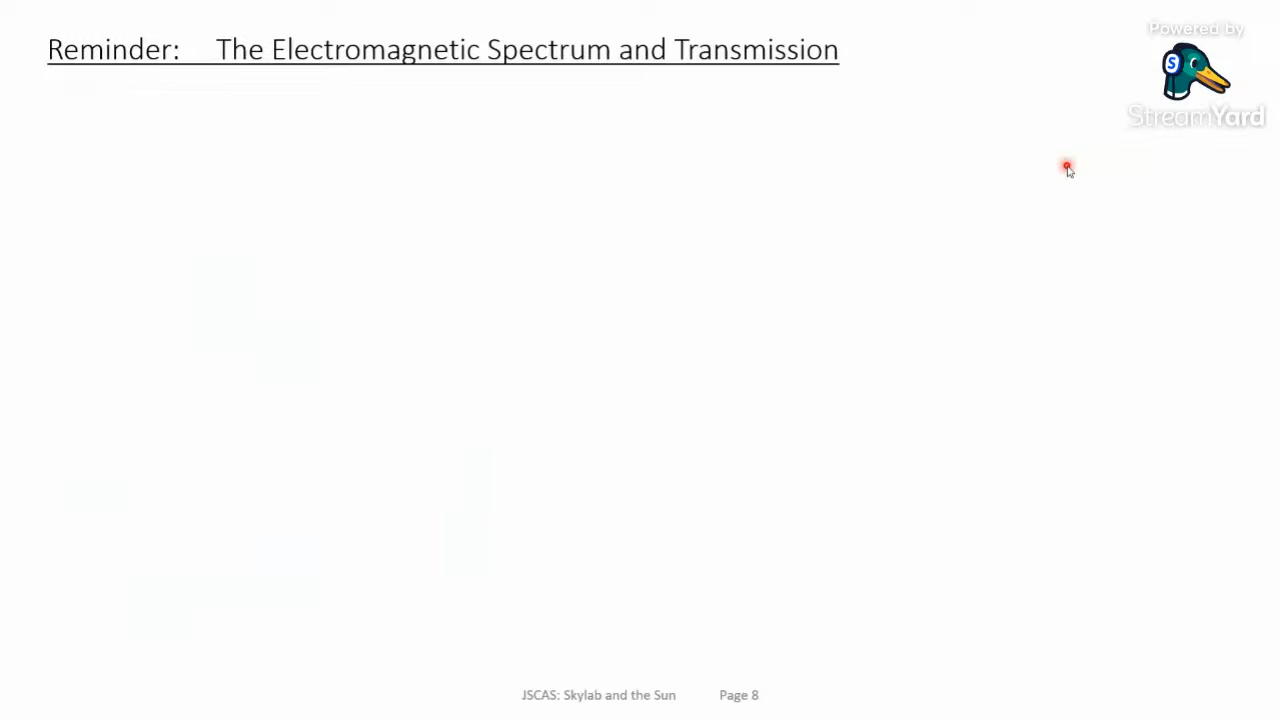 Reminder: The Electromagnetic Spectrum and Transmission
Powered by
S
StreamYard
JSCAS: Skylab and the Sun Page 8